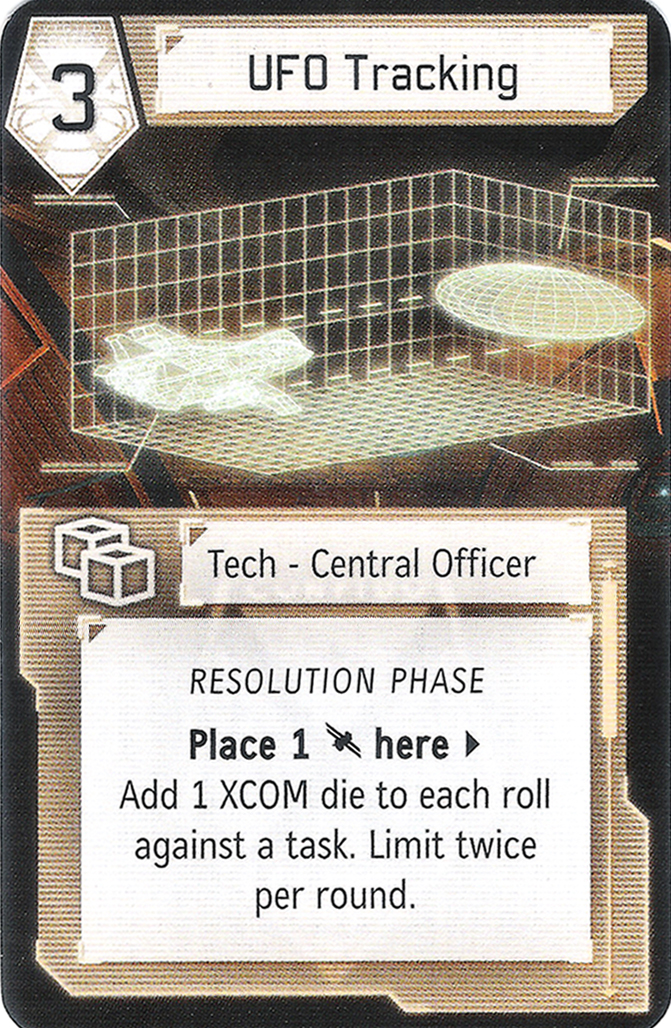 3
UFO Tracking
Tech - Central Officer
RESOLUTION PHASE
Place 1 here
Add 1 XCOM die to each roll
against a task. Limit twice
per round.